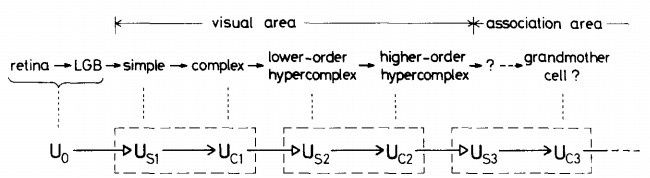 visual area association area
retina LGB simple complex lower-order hypercomplex higher-order hypercomplex ? grandmother cell ?
U0 US1 UC1 US2 UC2 US3 UC3